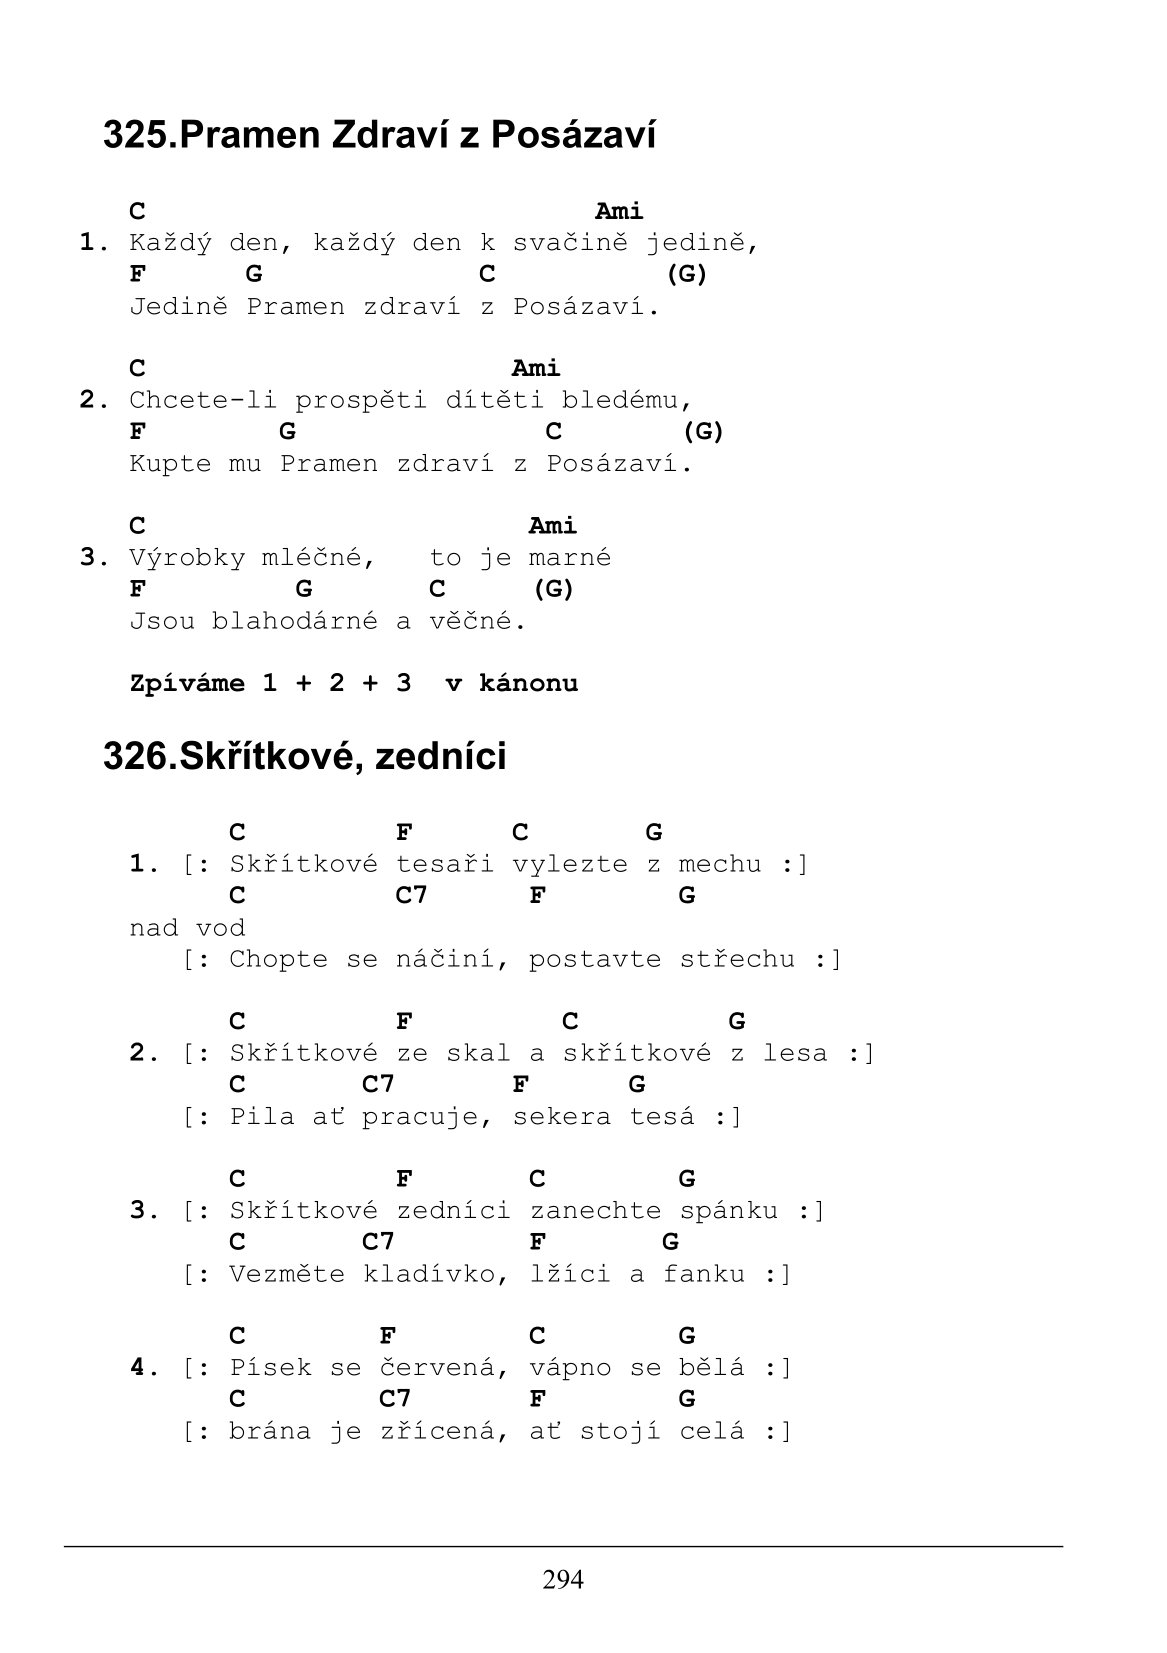 325.Pramen Zdraví z Posázaví
C Ami
1. Každý den, každý den k svačině jedině,
F G C (G)
Jedině Pramen zdraví z Posázaví.
C Ami
2. Chcete-li prospěti dítěti bledému,
F G C (G)
Kupte mu Pramen zdraví z Posázaví.
C Ami
3. Výrobky mléčné, to je marné
F G C (G)
Jsou blahodárné a věčné.
Zpíváme 1 + 2 + 3 v kánonu
326.Skřítkové, zedníci
C F C G
1. [: Skřítkové tesaři vylezte z mechu :]
C C7 F G
nad vod
[: Chopte se náčiní, postavte střechu :]
C F C G
2. [: Skřítkové ze skal a skřítkové z lesa :]
C C7 F G
[: Pila ať pracuje, sekera tesá :]
C F C G
3. [: Skřítkové zedníci zanechte spánku :]
C C7 F G
[: Vezměte kladívko, lžíci a fanku :]
C F C G
4. [: Písek se červená, vápno se bělá :]
C C7 F G
[: brána je zřícená, ať stojí celá :]
294